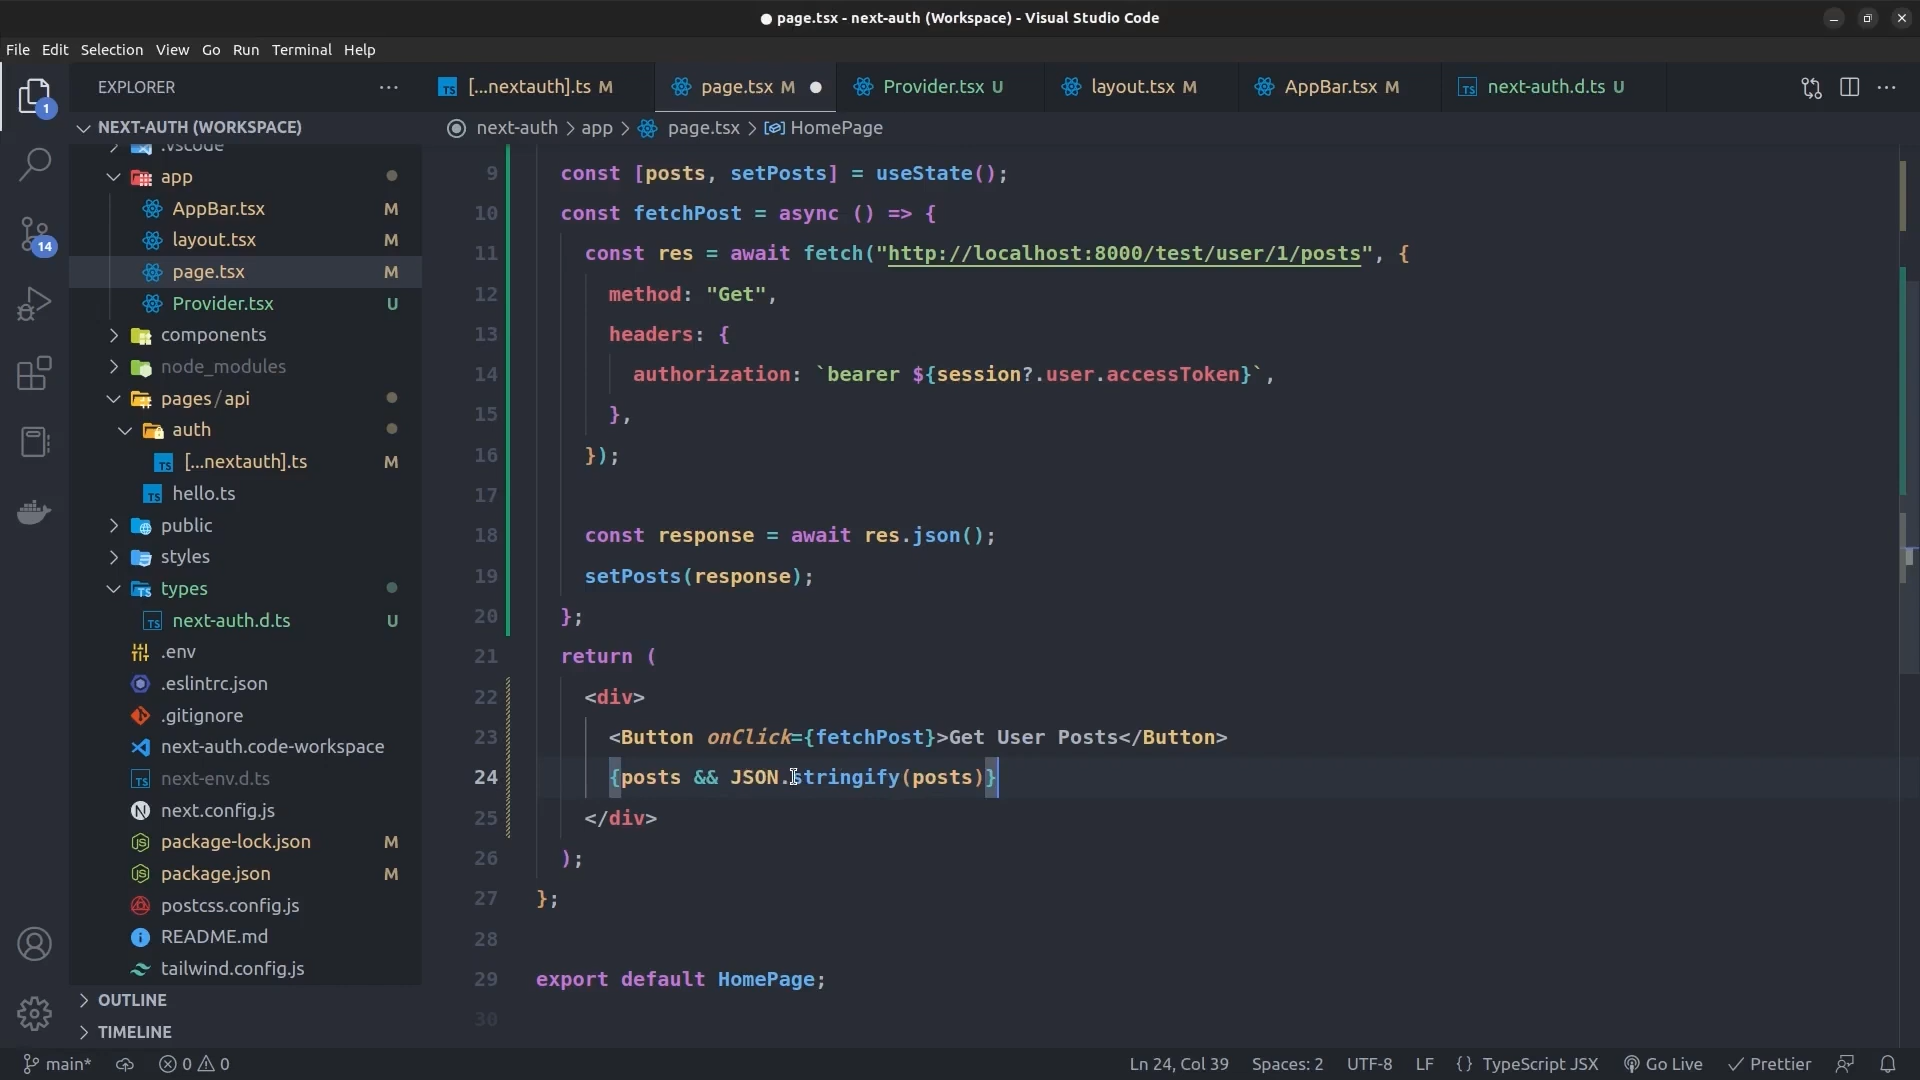 page.tsx - next-auth (Workspace) - Visual Studio Code
File Edit Selection View Go Run Terminal Help
EXPLORER
[...nextauth].ts M
page.tsx M
Provider.tsx U
layout.tsx M
AppBar.tsx M
next-auth.d.ts U
1
NEXT-AUTH (WORKSPACE)
next-auth > app > page.tsx > HomePage
.vscode
app
AppBar.tsx M
layout.tsx M
page.tsx M
Provider.tsx U
components
node_modules
pages/api
auth
[...nextauth].ts M
hello.ts
public
styles
types
next-auth.d.ts U
.env
.eslintrc.json
.gitignore
next-auth.code-workspace
next-env.d.ts
next.config.js
package-lock.json M
package.json M
postcss.config.js
README.md
tailwind.config.js
OUTLINE
TIMELINE
14
9 const [posts, setPosts] = useState();
10 const fetchPost = async () => {
11 const res = await fetch("http://localhost:8000/test/user/1/posts", {
12 method: "Get",
13 headers: {
14 authorization: `bearer ${session?.user.accessToken}`,
15 },
16 });
17
18 const response = await res.json();
19 setPosts(response);
20 };
21 return (
22 <div>
23 <Button onClick={fetchPost}>Get User Posts</Button>
24 {posts && JSON.stringify(posts)}
25 </div>
26 );
27 };
28
29 export default HomePage;
30
main* 0 0 Ln 24, Col 39 Spaces: 2 UTF-8 LF {} TypeScript JSX Go Live Prettier